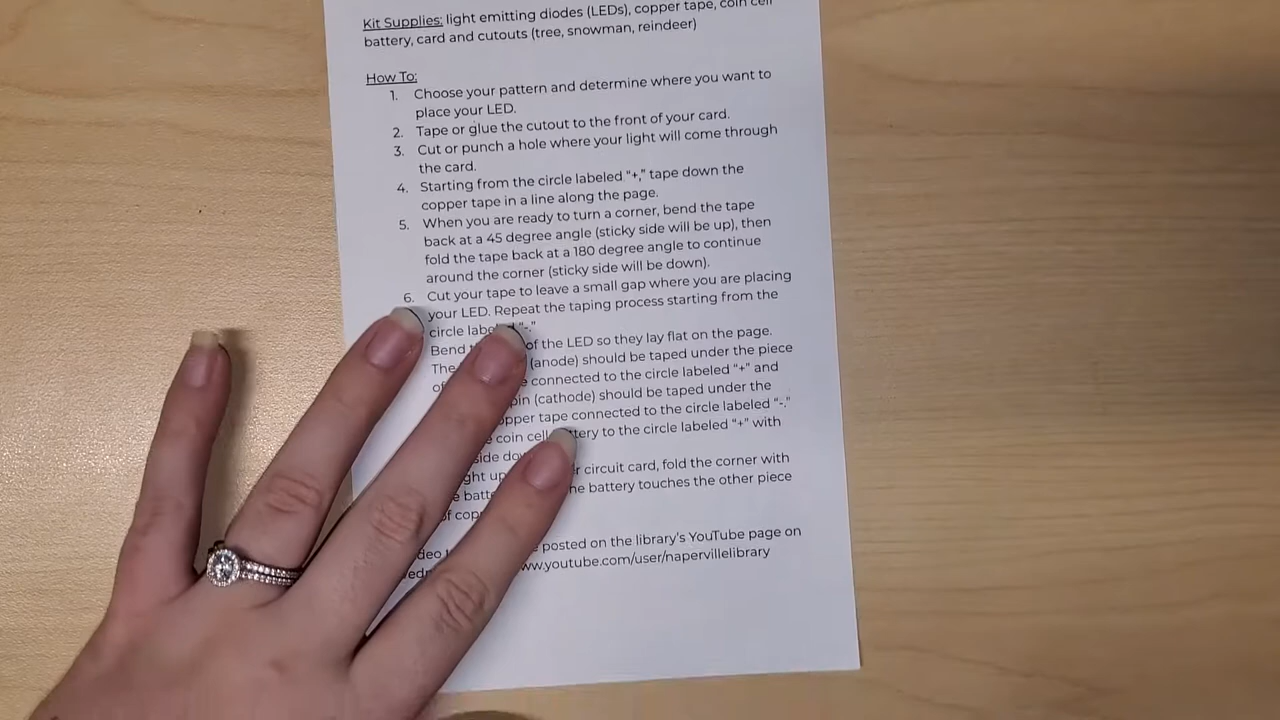 Kit Supplies: light emitting diodes (LEDs), copper tape, coin cell
battery, card and cutouts (tree, snowman, reindeer)
How To:
1. Choose your pattern and determine where you want to
place your LED.
2. Tape or glue the cutout to the front of your card.
3. Cut or punch a hole where your light will come through
the card.
4. Starting from the circle labeled "+," tape down the
copper tape in a line along the page.
5. When you are ready to turn a corner, bend the tape
back at a 45 degree angle (sticky side will be up), then
fold the tape back at a 180 degree angle to continue
around the corner (sticky side will be down).
6. Cut your tape to leave a small gap where you are placing
your LED. Repeat the taping process starting from the
circle labeled "-."
Bend of the LED so they lay flat on the page.
The (anode) should be taped under the piece
connected to the circle labeled "+" and
pin (cathode) should be taped under the
copper tape connected to the circle labeled "-."
coin cell battery to the circle labeled "+" with
side
circuit card, fold the corner with
the battery touches the other piece
of
posted on the library's YouTube page on
www.youtube.com/user/napervillelibrary